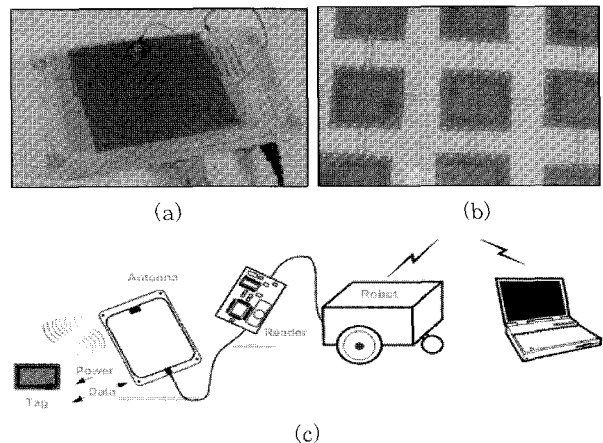 (a)
(b)
Antenna
Reader
Robot
Power
Data
Tag
(c)